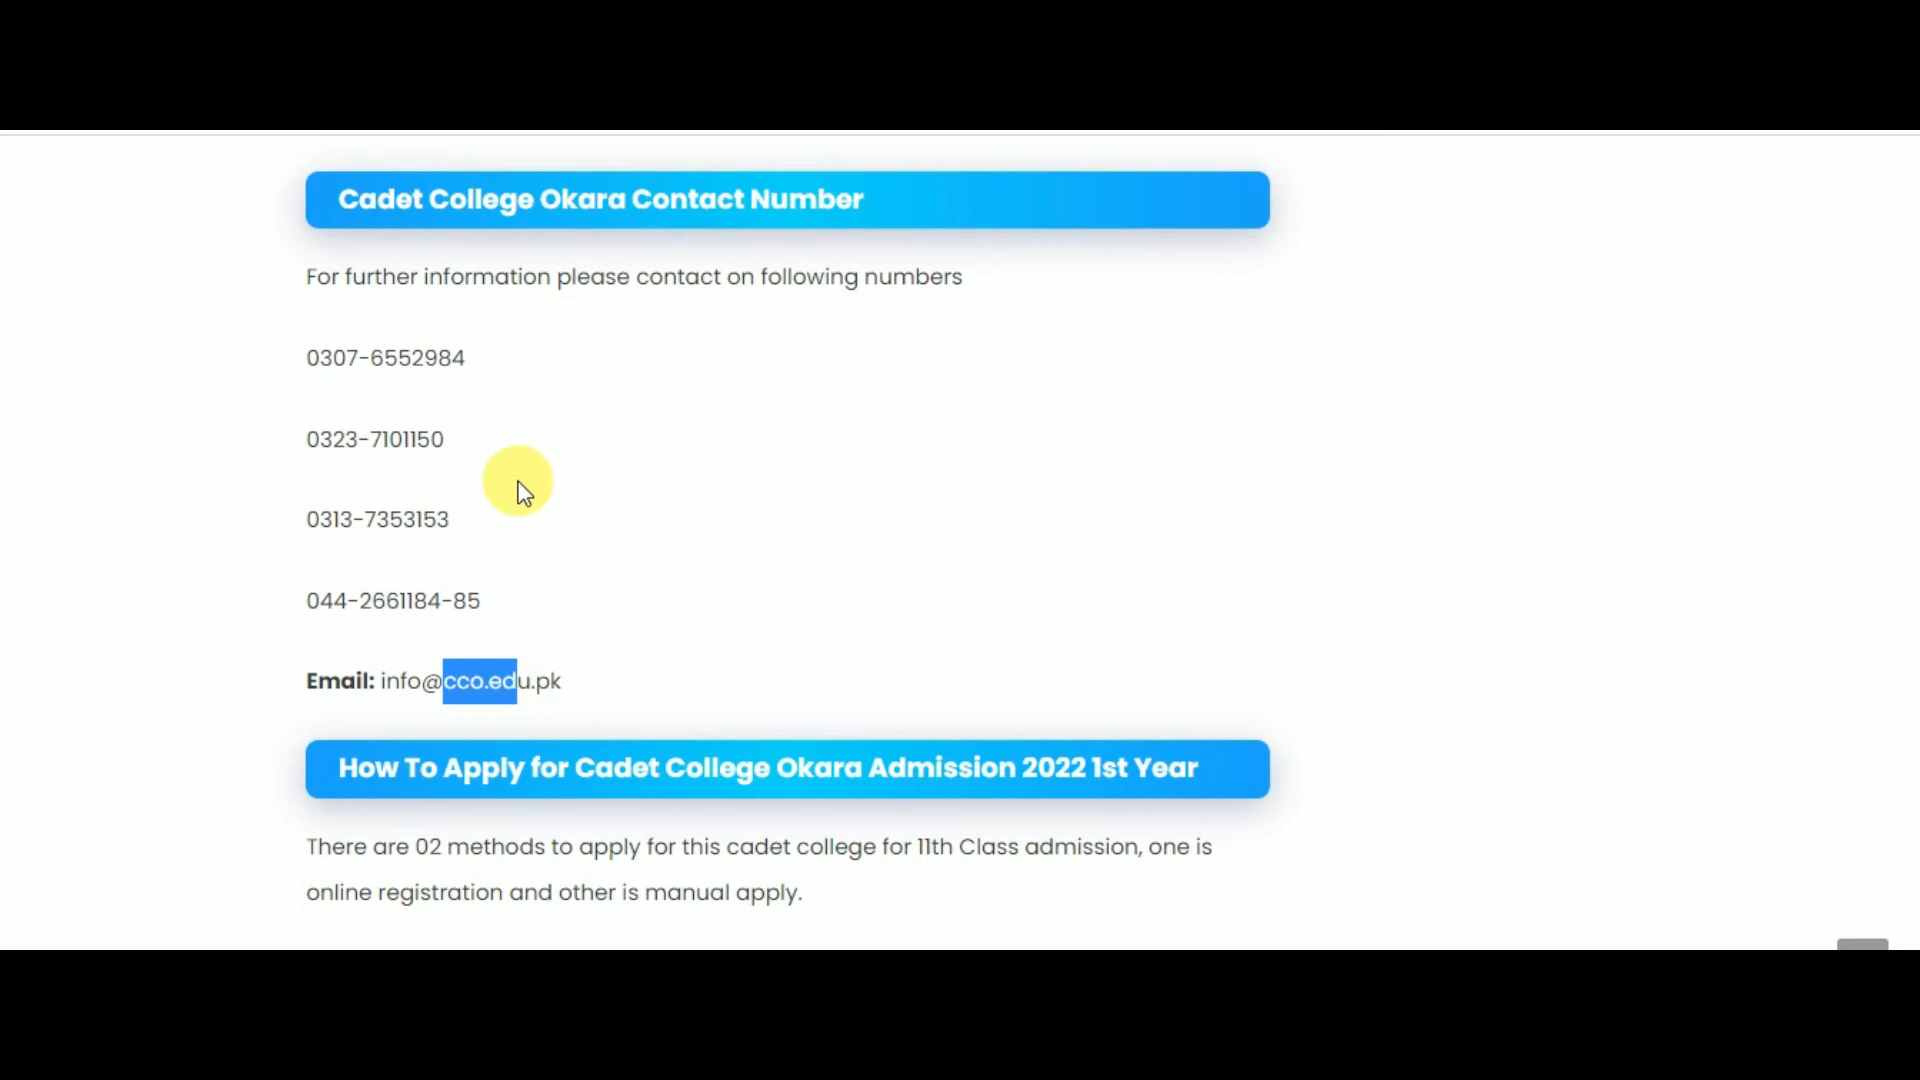 Cadet College Okara Contact Number
For further information please contact on following numbers
0307-6552984
0323-7101150
0313-7353153
044-2661184-85
Email: info@cco.edu.pk
How To Apply for Cadet College Okara Admission 2022 1st Year
There are 02 methods to apply for this cadet college for 11th Class admission, one is
online registration and other is manual apply.